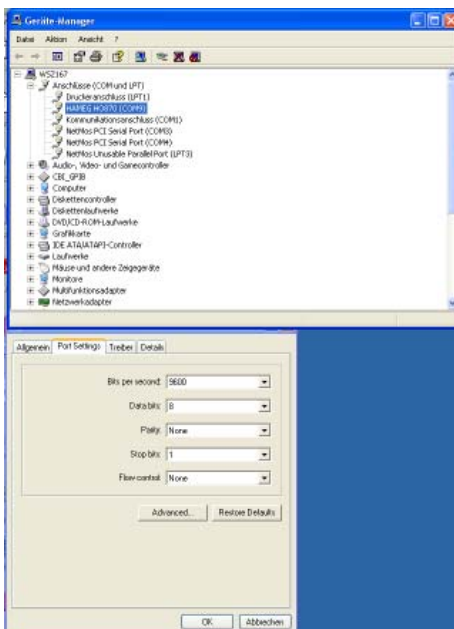 Geräte-Manager
Datei Aktion Ansicht ?
WS2167
Anschlüsse (COM und LPT)
Druckeranschluss (LPT1)
HAMEG HO870 (COM9)
Kommunikationsanschluss (COM1)
NetMos PCI Serial Port (COM3)
NetMos PCI Serial Port (COM4)
NetMos Unusable Parallel Port (LPT3)
Audio-, Video- und Gamecontroller
CEC_GPIB
Computer
Diskettencontroller
Diskettenlaufwerke
DVD/CD-ROM-Laufwerke
Grafikkarte
IDE ATA/ATAPI-Controller
Laufwerke
Mäuse und andere Zeigegeräte
Monitore
Multifunktionsadapter
Netzwerkadapter
Allgemein Port Settings Treiber Details
Bits per second: 9600
Data bits: 8
Parity: None
Stop bits: 1
Flow control: None
Advanced... Restore Defaults
OK Abbrechen